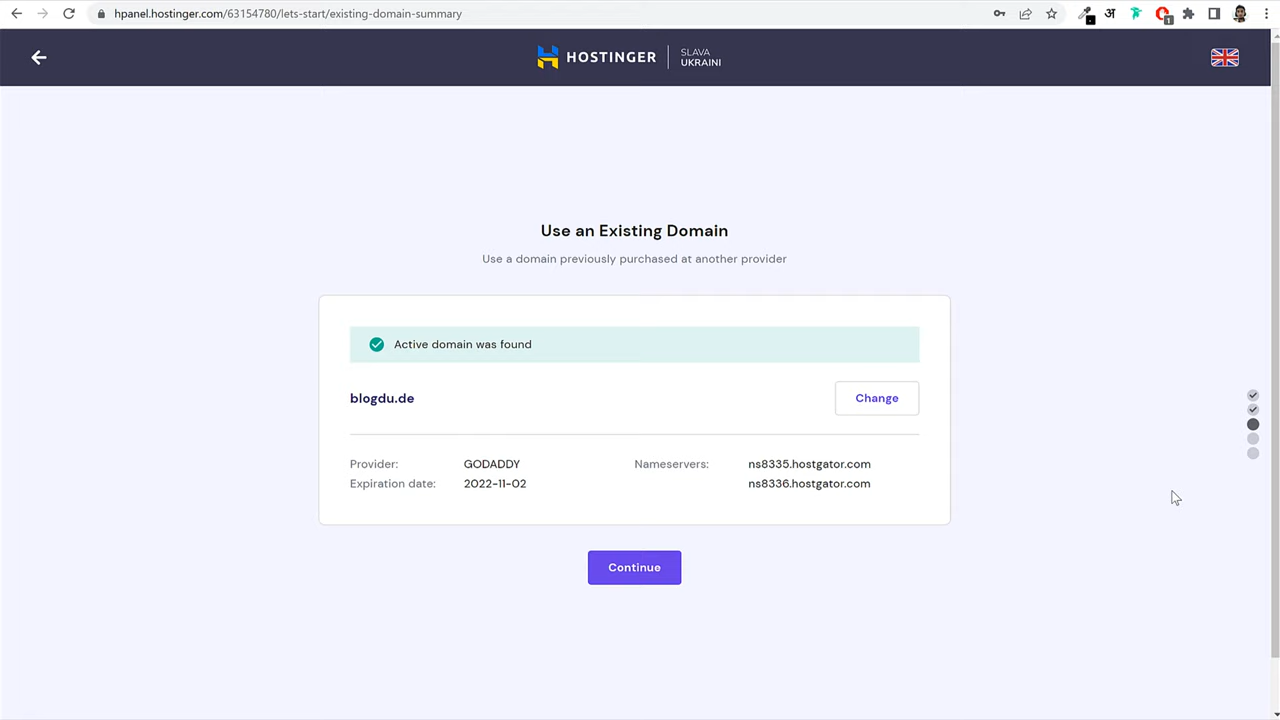 hpanel.hostinger.com/63154780/lets-start/existing-domain-summary
अ
1
HOSTINGER
SLAVA
UKRAINI
Use an Existing Domain
Use a domain previously purchased at another provider
Active domain was found
blogdu.de
Change
Provider: GODADDY Nameservers: ns8335.hostgator.com
Expiration date: 2022-11-02 ns8336.hostgator.com
Continue